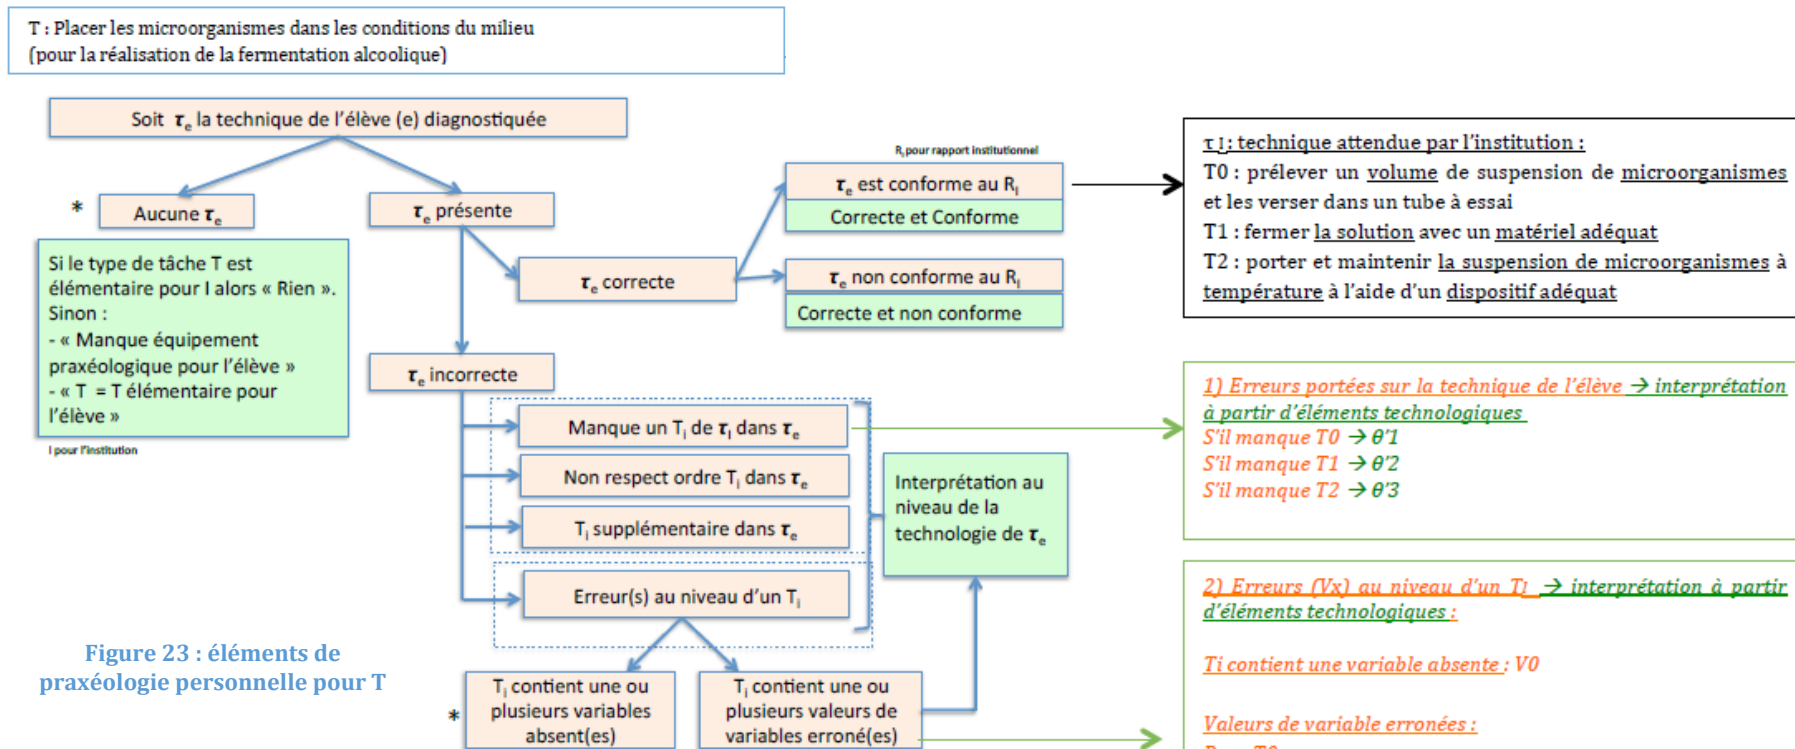 T : Placer les microorganismes dans les conditions du milieu
(pour la réalisation de la fermentation alcoolique)
Soit τe la technique de l'élève (e) diagnostiquée
* Aucune τe
τe présente
Si le type de tâche T est
élémentaire pour I alors « Rien ».
Sinon :
- « Manque équipement
praxéologique pour l'élève »
- « T = T élémentaire pour
l'élève »
I pour l'institution
τe correcte
RI pour rapport institutionnel
τe est conforme au RI
Correcte et Conforme
τe non conforme au RI
Correcte et non conforme
τ I : technique attendue par l'institution :
T0 : prélever un volume de suspension de microorganismes
et les verser dans un tube à essai
T1 : fermer la solution avec un matériel adéquat
T2 : porter et maintenir la suspension de microorganismes à
température à l'aide d'un dispositif adéquat
τe incorrecte
Manque un Ti de τI dans τe
Non respect ordre Ti dans τe
Ti supplémentaire dans τe
Erreur(s) au niveau d'un Ti
Interprétation au
niveau de la
technologie de τe
* Ti contient une ou
plusieurs variables
absent(es)
Ti contient une ou
plusieurs valeurs de
variables erroné(es)
1) Erreurs portées sur la technique de l'élève → interprétation
à partir d'éléments technologiques
S'il manque T0 → θ'1
S'il manque T1 → θ'2
S'il manque T2 → θ'3
2) Erreurs (Vx) au niveau d'un TI → interprétation à partir
d'éléments technologiques :
Ti contient une variable absente : V0
Valeurs de variable erronées :
Figure 23 : éléments de
praxéologie personnelle pour T